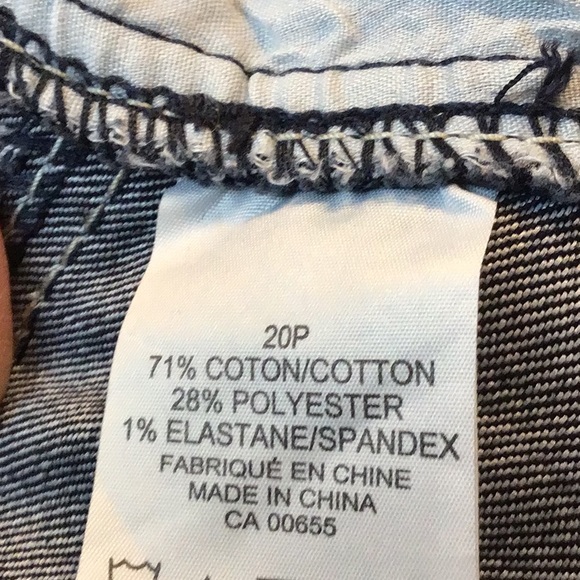 20P
71% COTON/COTTON
28% POLYESTER
1% ELASTANE/SPANDEX
FABRIQUÉ EN CHINE
MADE IN CHINA
CA 00655